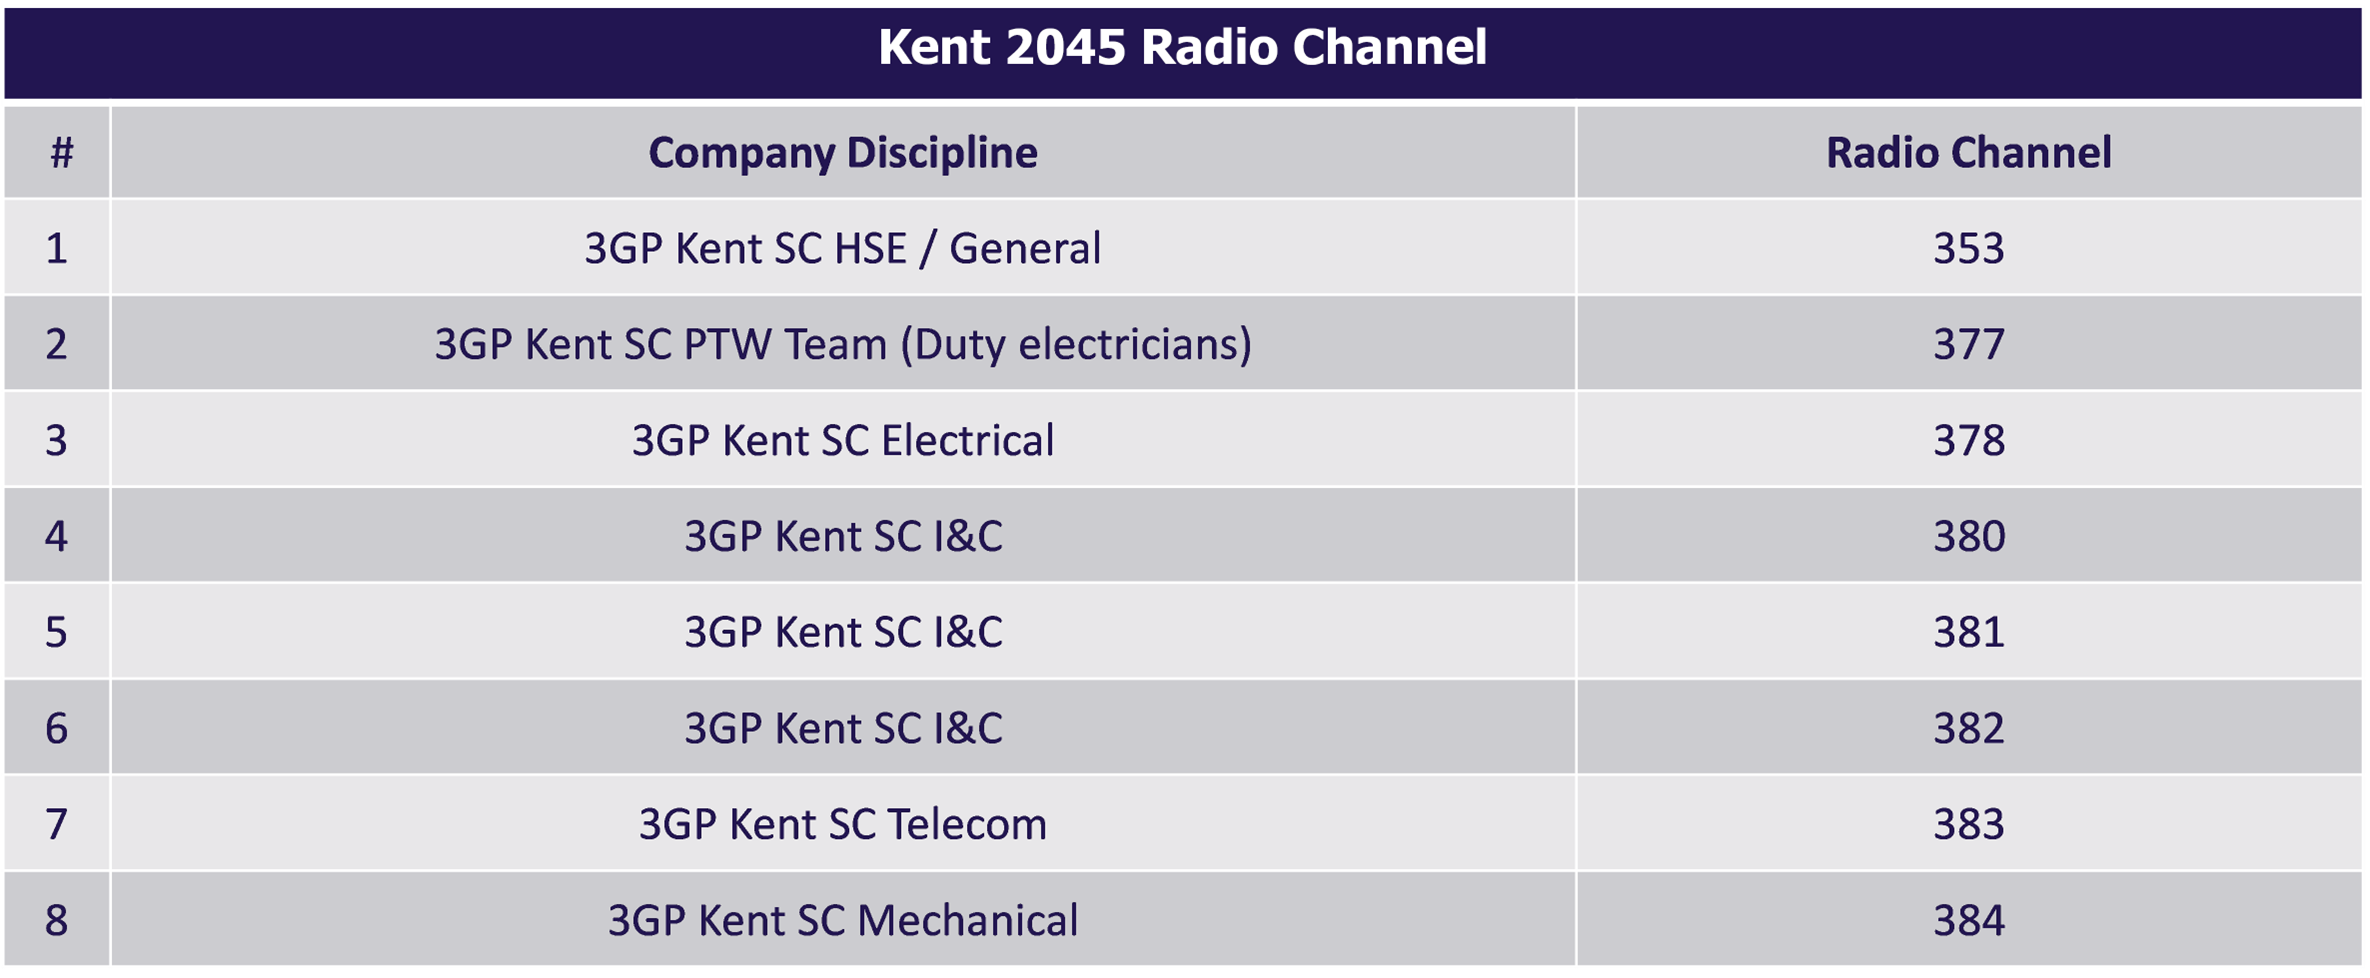 Kent 2045 Radio Channel
# Company Discipline Radio Channel
1 3GP Kent SC HSE / General 353
2 3GP Kent SC PTW Team (Duty electricians) 377
3 3GP Kent SC Electrical 378
4 3GP Kent SC I&C 380
5 3GP Kent SC I&C 381
6 3GP Kent SC I&C 382
7 3GP Kent SC Telecom 383
8 3GP Kent SC Mechanical 384